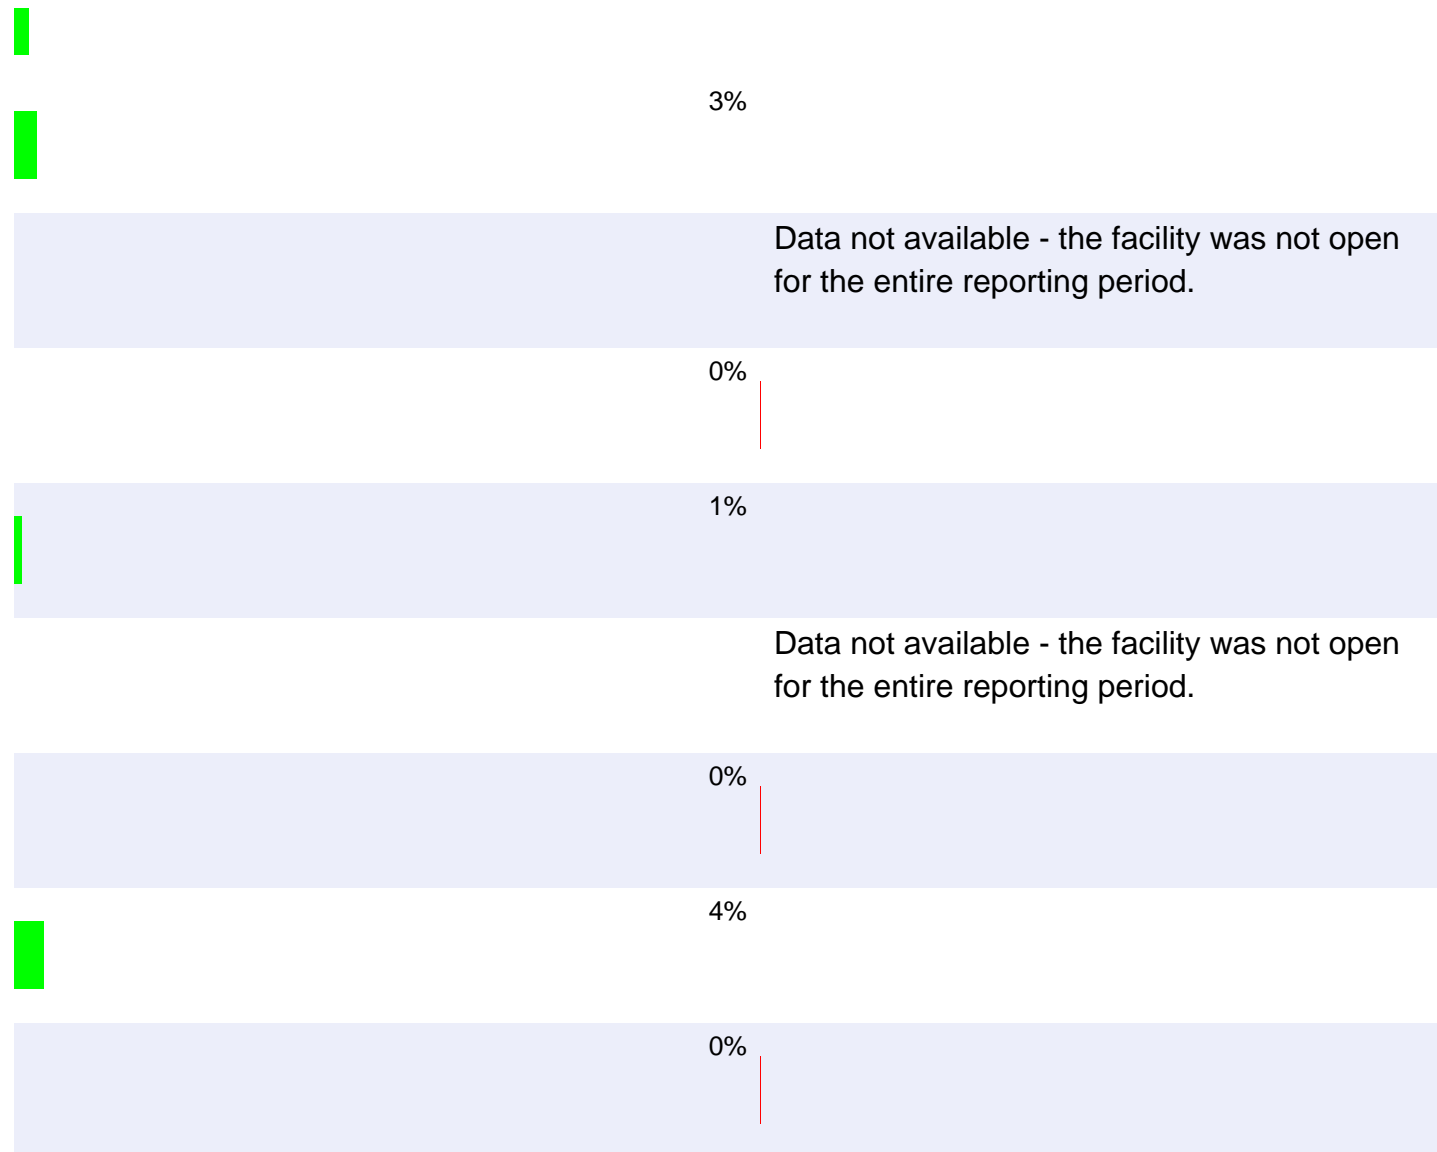 3%
Data not available - the facility was not open
for the entire reporting period.
0%
1%
Data not available - the facility was not open
for the entire reporting period.
0%
4%
0%